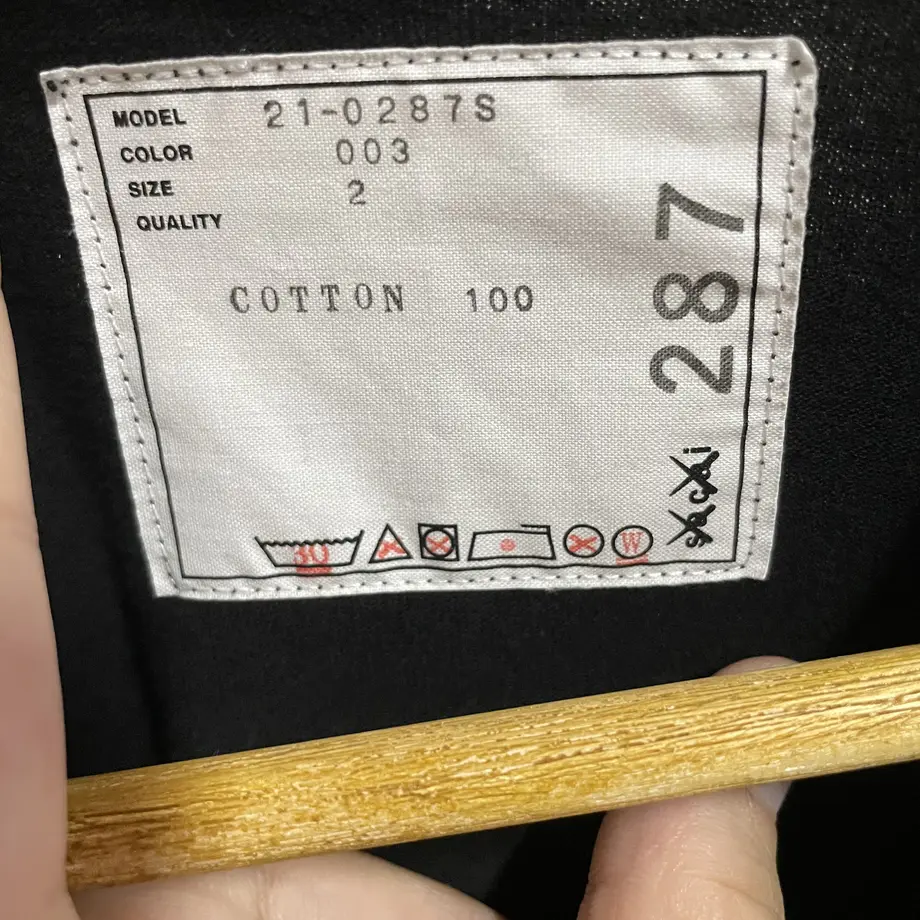 MODEL 21-0287S
COLOR 003
SIZE 2
QUALITY
COTTON 100
287
sacai
30
W